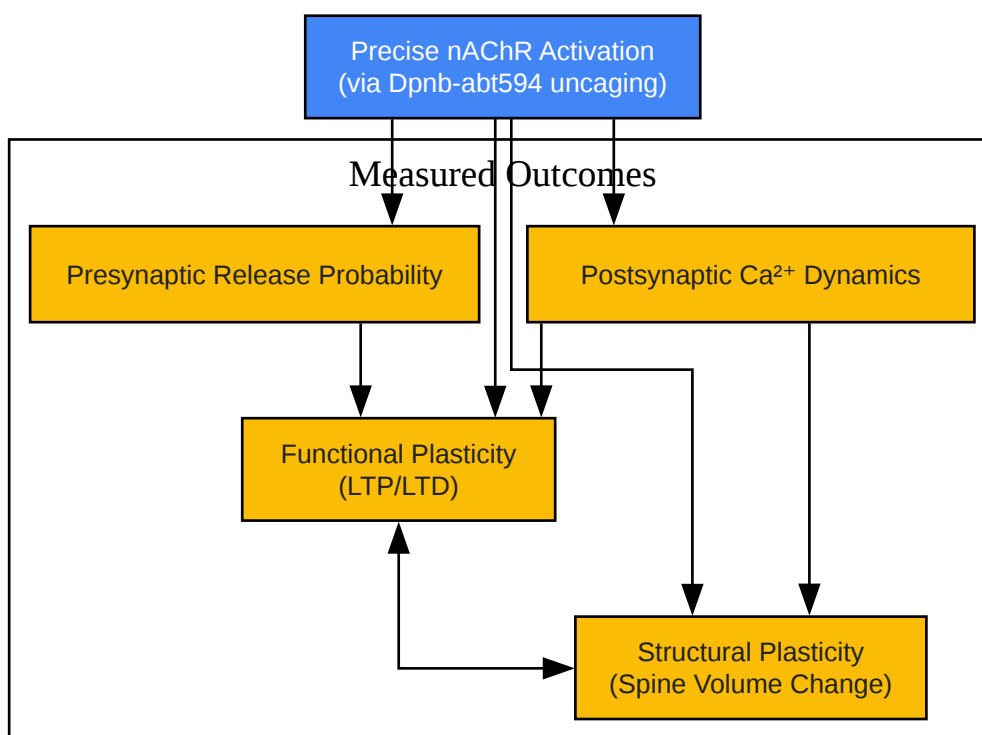 Precise nAChR Activation
(via Dpnb-abt594 uncaging)
Measured Outcomes
Presynaptic Release Probability
Postsynaptic Ca²⁺ Dynamics
Functional Plasticity
(LTP/LTD)
Structural Plasticity
(Spine Volume Change)